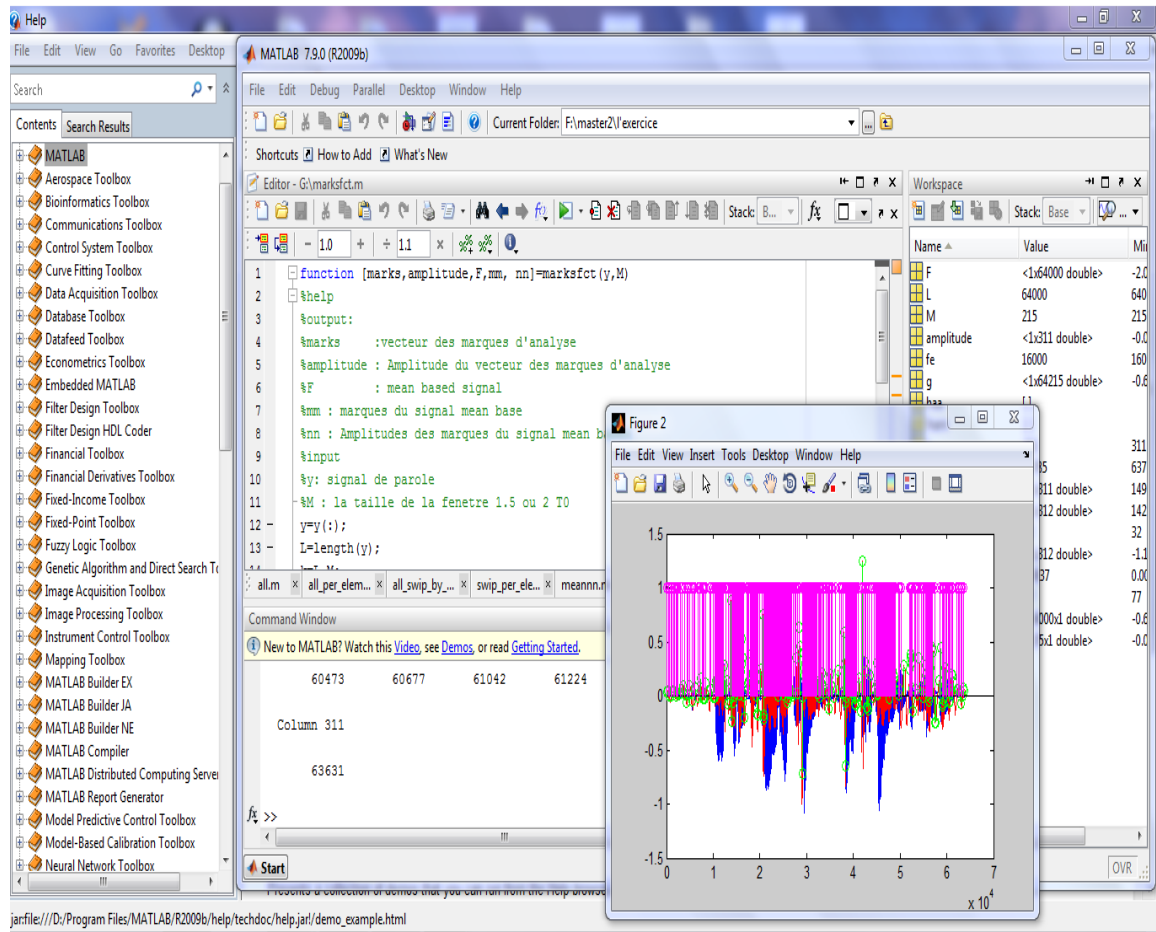 Help
File Edit View Go Favorites Desktop
Search
Contents Search Results
MATLAB
Aerospace Toolbox
Bioinformatics Toolbox
Communications Toolbox
Control System Toolbox
Curve Fitting Toolbox
Data Acquisition Toolbox
Database Toolbox
Datafeed Toolbox
Econometrics Toolbox
Embedded MATLAB
Filter Design Toolbox
Filter Design HDL Coder
Financial Toolbox
Financial Derivatives Toolbox
Fixed-Income Toolbox
Fixed-Point Toolbox
Fuzzy Logic Toolbox
Genetic Algorithm and Direct Search To
Image Acquisition Toolbox
Image Processing Toolbox
Instrument Control Toolbox
Mapping Toolbox
MATLAB Builder EX
MATLAB Builder JA
MATLAB Builder NE
MATLAB Compiler
MATLAB Distributed Computing Server
MATLAB Report Generator
Model Predictive Control Toolbox
Model-Based Calibration Toolbox
Neural Network Toolbox
jar:file:///D:/Program Files/MATLAB/R2009b/help/techdoc/help.jar!/demo_example.html
MATLAB 7.9.0 (R2009b)
File Edit Debug Parallel Desktop Window Help
Current Folder: F:\master2\l'exercice
Shortcuts How to Add What's New
Editor - G:\marksfct.m
Stack: B... fx
- 1.0 + ÷ 1.1 ×
1 function [marks,amplitude,F,mm, nn]=marksfct(y,M)
2 %help
3 %output:
4 %marks :vecteur des marques d'analyse
5 %amplitude : Amplitude du vecteur des marques d'analyse
6 %F : mean based signal
7 %mm : marques du signal mean base
8 %nn : Amplitudes des marques du signal mean ba
9 %input
10 %y: signal de parole
11 %M : la taille de la fenetre 1.5 ou 2 T0
12 - y=y(:);
13 - L=length(y);
all.m × all_per_elem... × all_swip_by_... × swip_per_ele... × meannn.m
Command Window
New to MATLAB? Watch this Video, see Demos, or read Getting Started.
60473 60677 61042 61224
Column 311
63631
fx >>
Start
OVR
Workspace
Stack: Base
Name Value Min
F <1x64000 double> -2.0
L 64000 640
M 215 215
amplitude <1x311 double> -0.0
fe 16000 160
g <1x64215 double> -0.6
haa [ ]
311
35 637
311 double> 149
312 double> 142
32
312 double> -1.1
37 0.00
77
000x1 double> -0.6
5x1 double> -0.0
Figure 2
File Edit View Insert Tools Desktop Window Help
1.5
1
0.5
0
-0.5
-1
-1.5
0 1 2 3 4 5 6 7
x 10^4